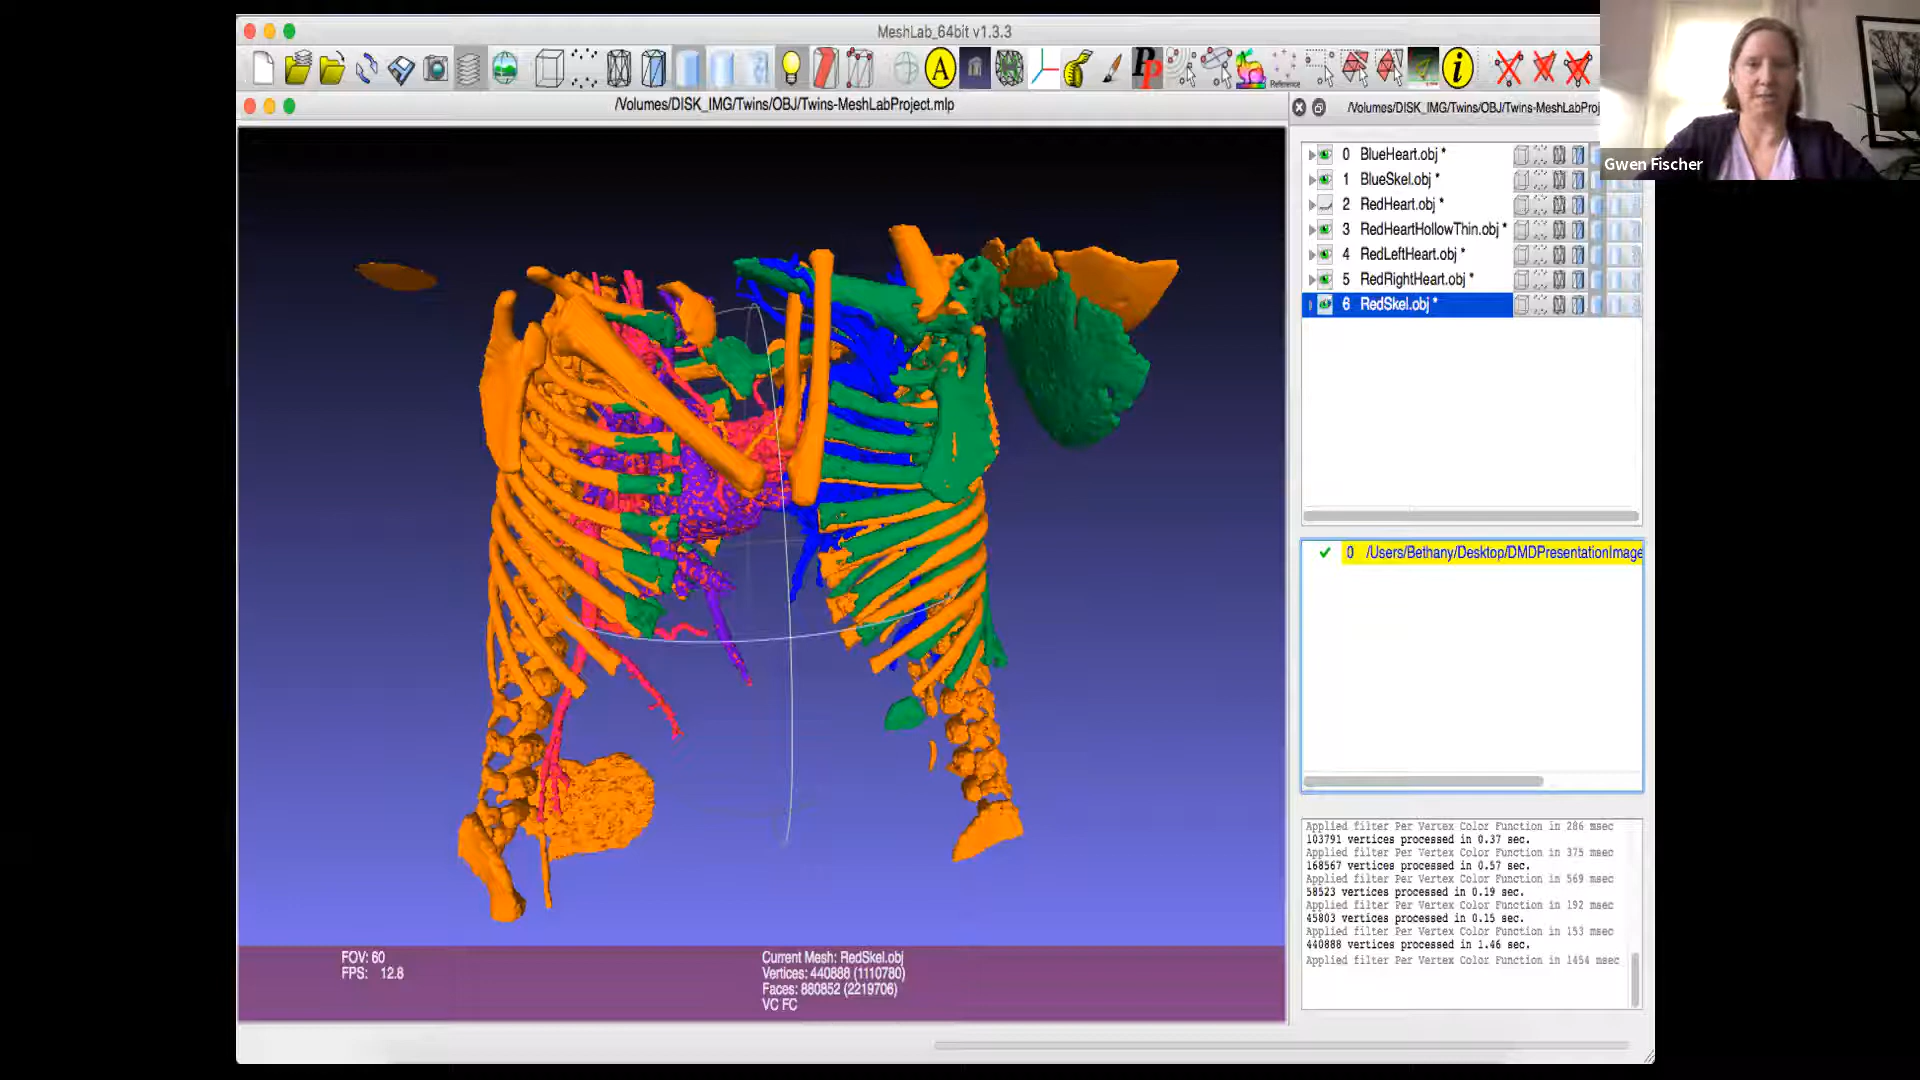 MeshLab_64bit v1.3.3
A
Pp
Reference
i
/Volumes/DISK_IMG/Twins/OBJ/Twins-MeshLabProject.mlp
/Volumes/DISK_IMG/Twins/OBJ/Twins-MeshLabProj
Gwen Fischer
0 BlueHeart.obj *
1 BlueSkel.obj *
2 RedHeart.obj *
3 RedHeartHollowThin.obj *
4 RedLeftHeart.obj *
5 RedRightHeart.obj *
6 RedSkel.obj *
0 /Users/Bethany/Desktop/DMDPresentationImage
Applied filter Per Vertex Color Function in 286 msec
103791 vertices processed in 0.37 sec.
Applied filter Per Vertex Color Function in 375 msec
168567 vertices processed in 0.57 sec.
Applied filter Per Vertex Color Function in 569 msec
58523 vertices processed in 0.19 sec.
Applied filter Per Vertex Color Function in 192 msec
45803 vertices processed in 0.15 sec.
Applied filter Per Vertex Color Function in 153 msec
440888 vertices processed in 1.46 sec.
Applied filter Per Vertex Color Function in 1454 msec
FOV: 60
FPS: 12.8
Current Mesh: RedSkel.obj
Vertices: 440888 (1110780)
Faces: 880852 (2219706)
VC FC